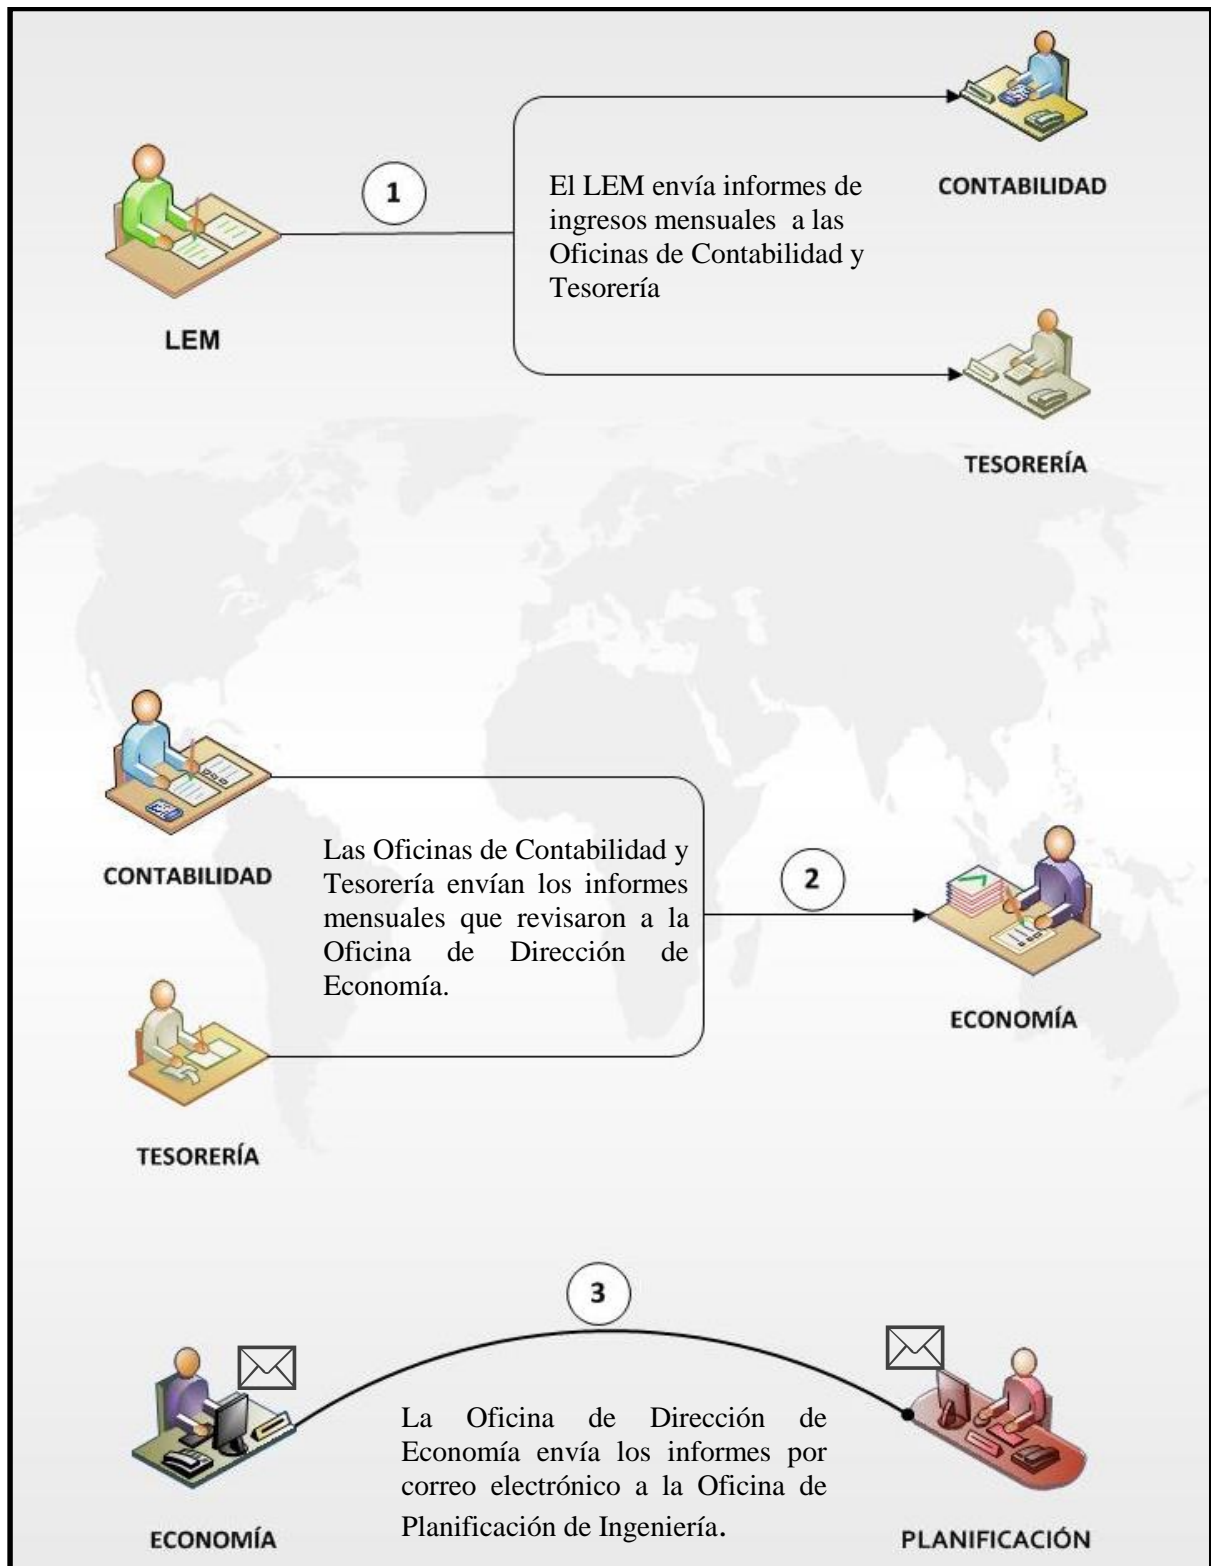 CONTABILIDAD
1
El LEM envía informes de
ingresos mensuales a las
Oficinas de Contabilidad y
Tesorería
LEM
TESORERÍA
CONTABILIDAD
Las Oficinas de Contabilidad y
Tesorería envían los informes
mensuales que revisaron a la
Oficina de Dirección de
Economía.
2
ECONOMÍA
TESORERÍA
3
La Oficina de Dirección de
Economía envía los informes por
correo electrónico a la Oficina de
Planificación de Ingeniería.
ECONOMÍA
PLANIFICACIÓN